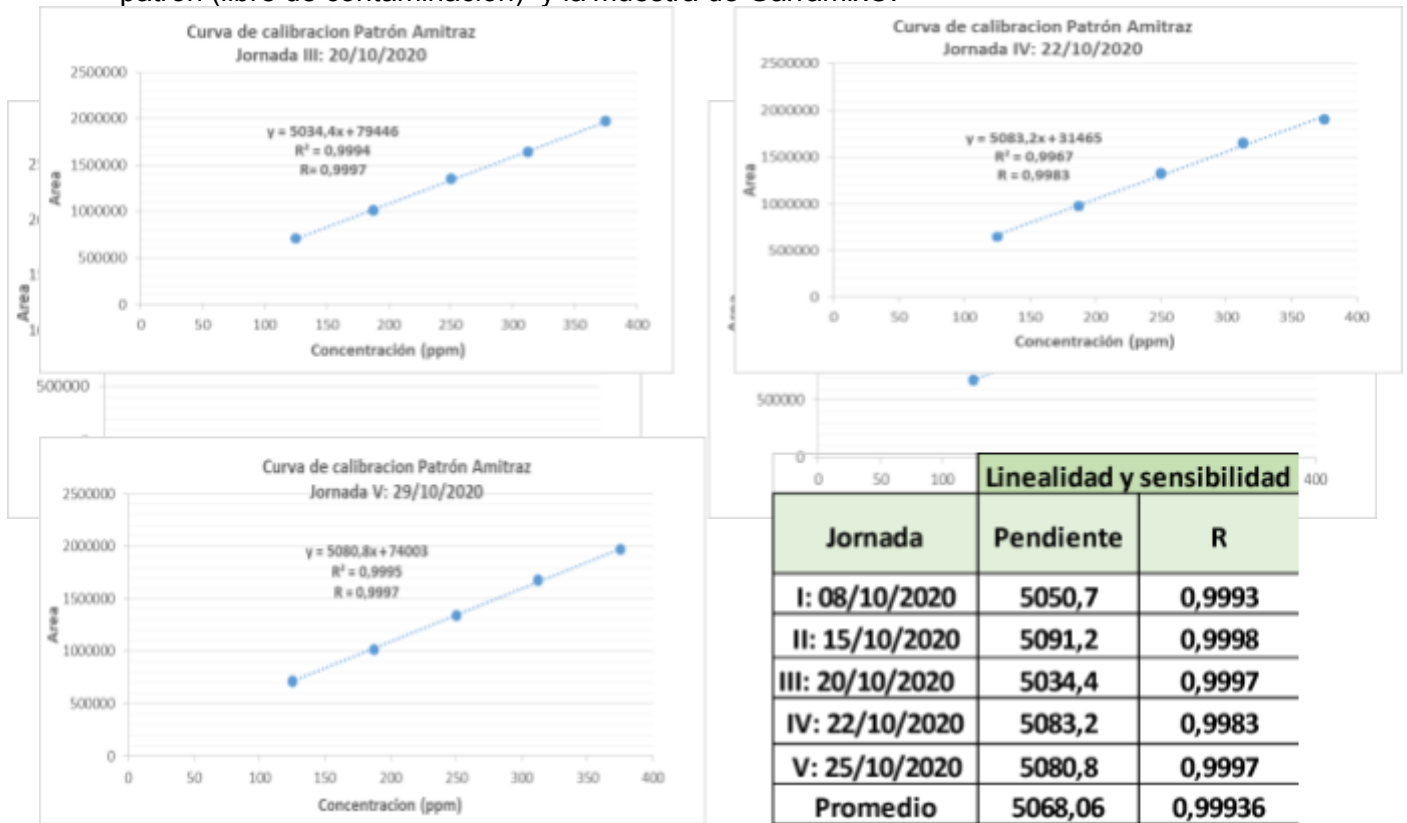 Curva de calibracion Patrón Amitraz
Jornada III: 20/10/2020
2500000
2000000
1500000
1000000
500000
0
y = 5034,4x + 79446
R² = 0,9994
R= 0,9997
Area
0 50 100 150 200 250 300 350 400
Concentración (ppm)
Curva de calibracion Patrón Amitraz
Jornada IV: 22/10/2020
2500000
2000000
1500000
1000000
500000
0
y = 5083,2x + 31465
R² = 0,9967
R = 0,9983
Area
0 50 100 150 200 250 300 350 400
Concentración (ppm)
Area
500000
500000
0
0 50 100 400
Curva de calibracion Patrón Amitraz
Jornada V: 29/10/2020
2500000
2000000
1500000
1000000
500000
0
y = 5080,8x + 74003
R² = 0,9995
R = 0,9997
Area
0 50 100 150 200 250 300 350 400
Concentracion (ppm)
Linealidad y sensibilidad
Jornada Pendiente R
I: 08/10/2020 5050,7 0,9993
II: 15/10/2020 5091,2 0,9998
III: 20/10/2020 5034,4 0,9997
IV: 22/10/2020 5083,2 0,9983
V: 25/10/2020 5080,8 0,9997
Promedio 5068,06 0,99936